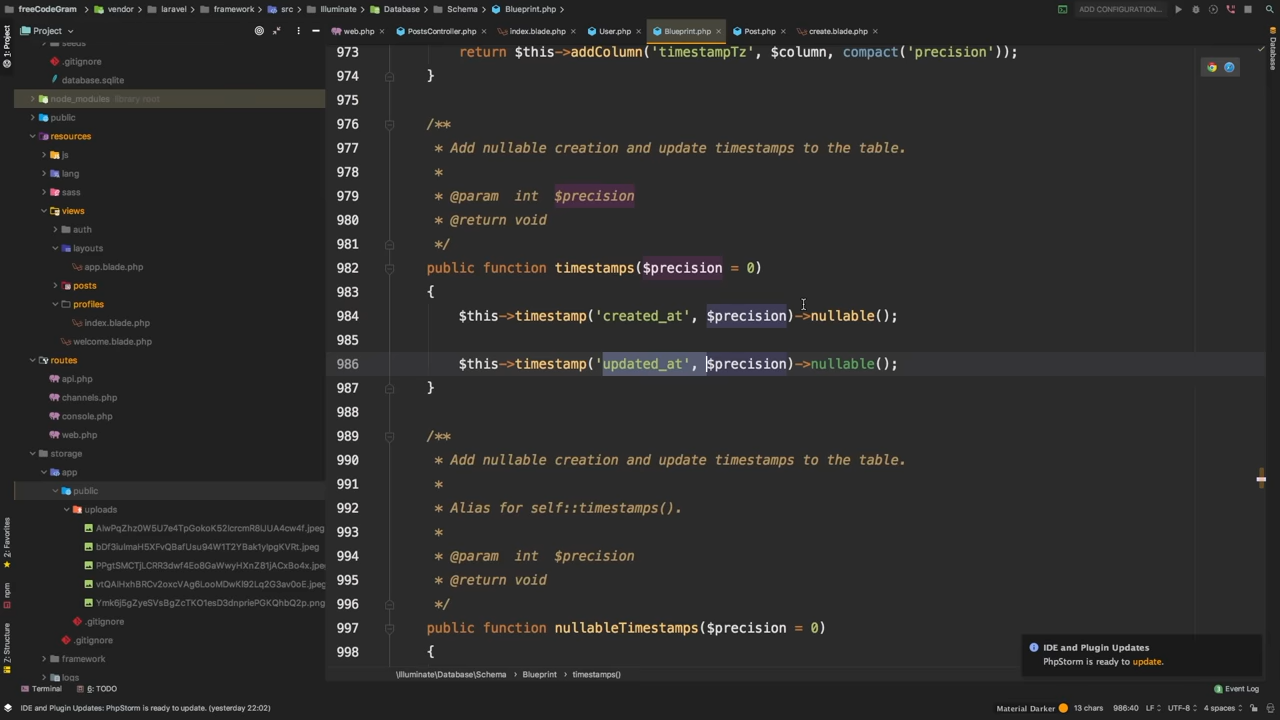 freeCodeGram vendor laravel framework src Illuminate Database Schema Blueprint.php ADD CONFIGURATION...
Project
web.php PostsController.php index.blade.php User.php Blueprint.php Post.php create.blade.php
1: Project
Database
seeds
.gitignore
database.sqlite
node_modules library root
public
resources
js
lang
sass
views
auth
layouts
app.blade.php
posts
profiles
index.blade.php
welcome.blade.php
routes
api.php
channels.php
console.php
web.php
storage
app
public
uploads
.gitignore
.gitignore
framework
logs
973 return $this->addColumn('timestampTz', $column, compact('precision'));
974 }
975
976 /**
977 * Add nullable creation and update timestamps to the table.
978 *
979 * @param int $precision
980 * @return void
981 */
982 public function timestamps($precision = 0)
983 {
984 $this->timestamp('created_at', $precision)->nullable();
985
986 $this->timestamp('updated_at', $precision)->nullable();
987 }
988
989 /**
990 * Add nullable creation and update timestamps to the table.
991 *
992 * Alias for self::timestamps().
993 *
994 * @param int $precision
995 * @return void
996 */
997 public function nullableTimestamps($precision = 0)
998 {
2: Favorites
npm
7: Structure
IDE and Plugin Updates
PhpStorm is ready to update.
\Illuminate\Database\Schema Blueprint timestamps()
Terminal 6: TODO Event Log
IDE and Plugin Updates: PhpStorm is ready to update. (yesterday 22:02) Material Darker 13 chars 986:40 LF UTF-8 4 spaces